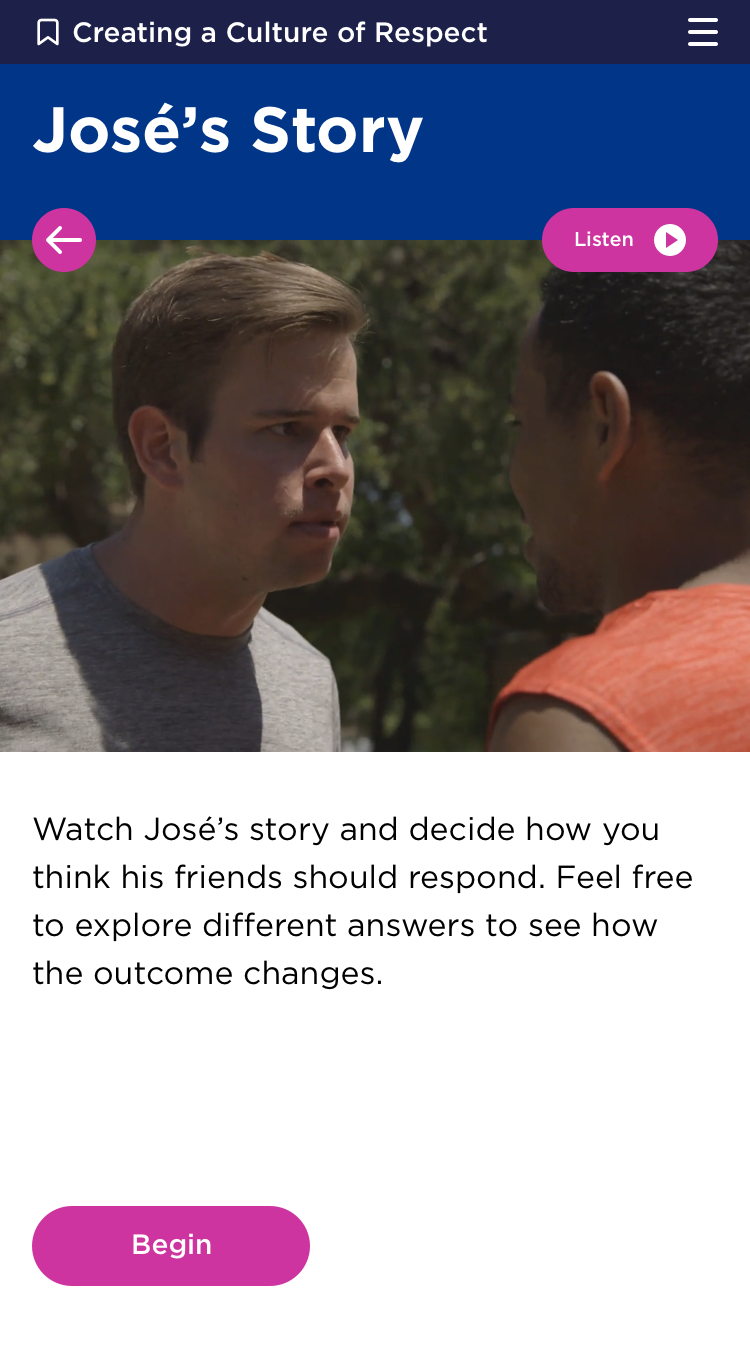 Creating a Culture of Respect
José’s Story
Listen
Watch José’s story and decide how you
think his friends should respond. Feel free
to explore different answers to see how
the outcome changes.
Begin